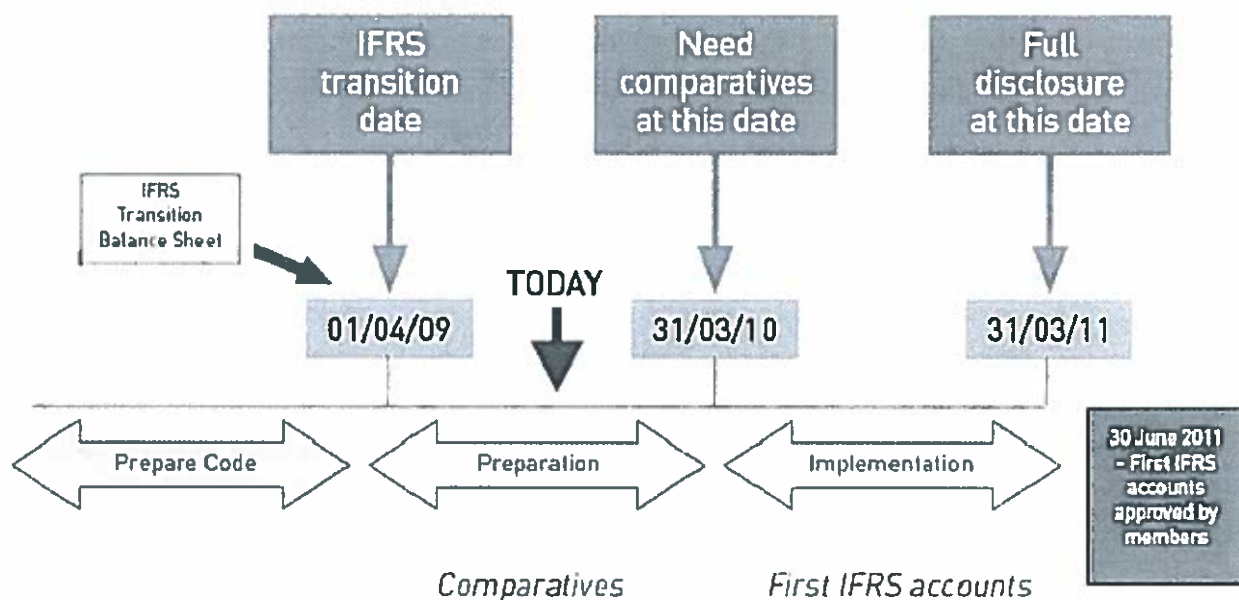 IFRS
transition
date
Need
comparatives
at this date
Full
disclosure
at this date
IFRS
Transition
Balance Sheet
TODAY
01/04/09
31/03/10
31/03/11
Prepare Code
Preparation
Implementation
30 June 2011
- First IFRS
accounts
approved by
members
Comparatives
First IFRS accounts